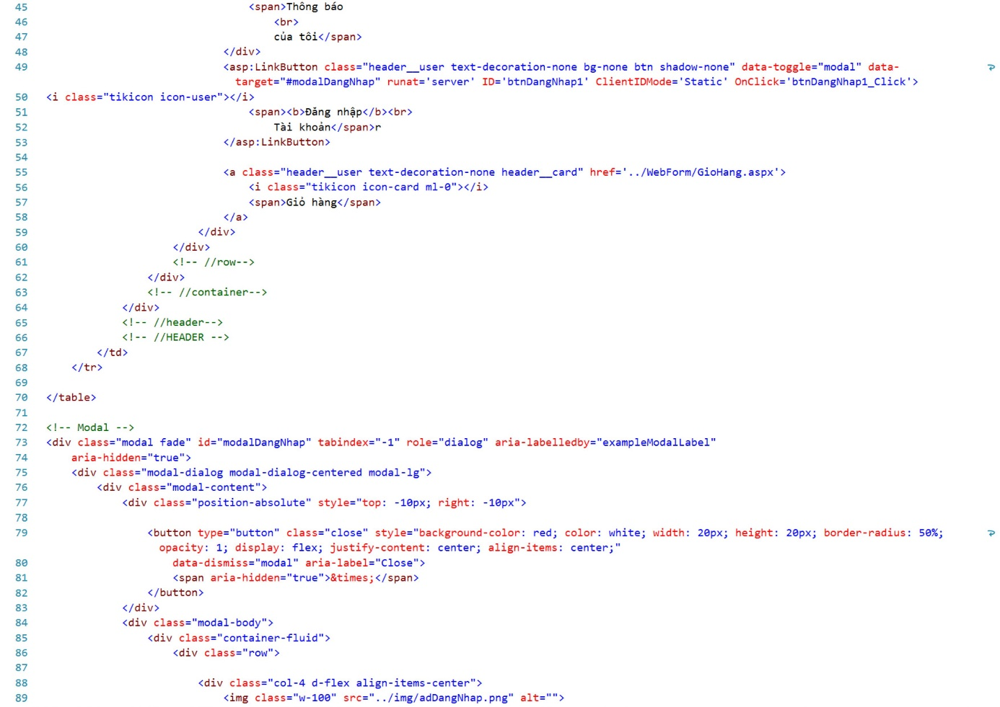 45 <span>Thông báo
46 <br>
47 của tôi</span>
48 </div>
49 <asp:LinkButton class="header__user text-decoration-none bg-none btn shadow-none" data-toggle="modal" data-
target="#modalDangNhap" runat='server' ID='btnDangNhap1' ClientIDMode='Static' OnClick='btnDangNhap1_Click'>
50 <i class="tikicon icon-user"></i>
51 <span><b>Đăng nhập</b><br>
52 Tài khoản</span>r
53 </asp:LinkButton>
54
55 <a class="header__user text-decoration-none header__card" href='../WebForm/GioHang.aspx'>
56 <i class="tikicon icon-card ml-0"></i>
57 <span>Giỏ hàng</span>
58 </a>
59 </div>
60 </div>
61 <!-- //row-->
62 </div>
63 <!-- //container-->
64 </div>
65 <!-- //header-->
66 <!-- //HEADER -->
67 </td>
68 </tr>
69
70 </table>
71
72 <!-- Modal -->
73 <div class="modal fade" id="modalDangNhap" tabindex="-1" role="dialog" aria-labelledby="exampleModalLabel"
74 aria-hidden="true">
75 <div class="modal-dialog modal-dialog-centered modal-lg">
76 <div class="modal-content">
77 <div class="position-absolute" style="top: -10px; right: -10px">
78
79 <button type="button" class="close" style="background-color: red; color: white; width: 20px; height: 20px; border-radius: 50%;
opacity: 1; display: flex; justify-content: center; align-items: center;"
80 data-dismiss="modal" aria-label="Close">
81 <span aria-hidden="true">&times;</span>
82 </button>
83 </div>
84 <div class="modal-body">
85 <div class="container-fluid">
86 <div class="row">
87
88 <div class="col-4 d-flex align-items-center">
89 <img class="w-100" src="../img/adDangNhap.png" alt="">